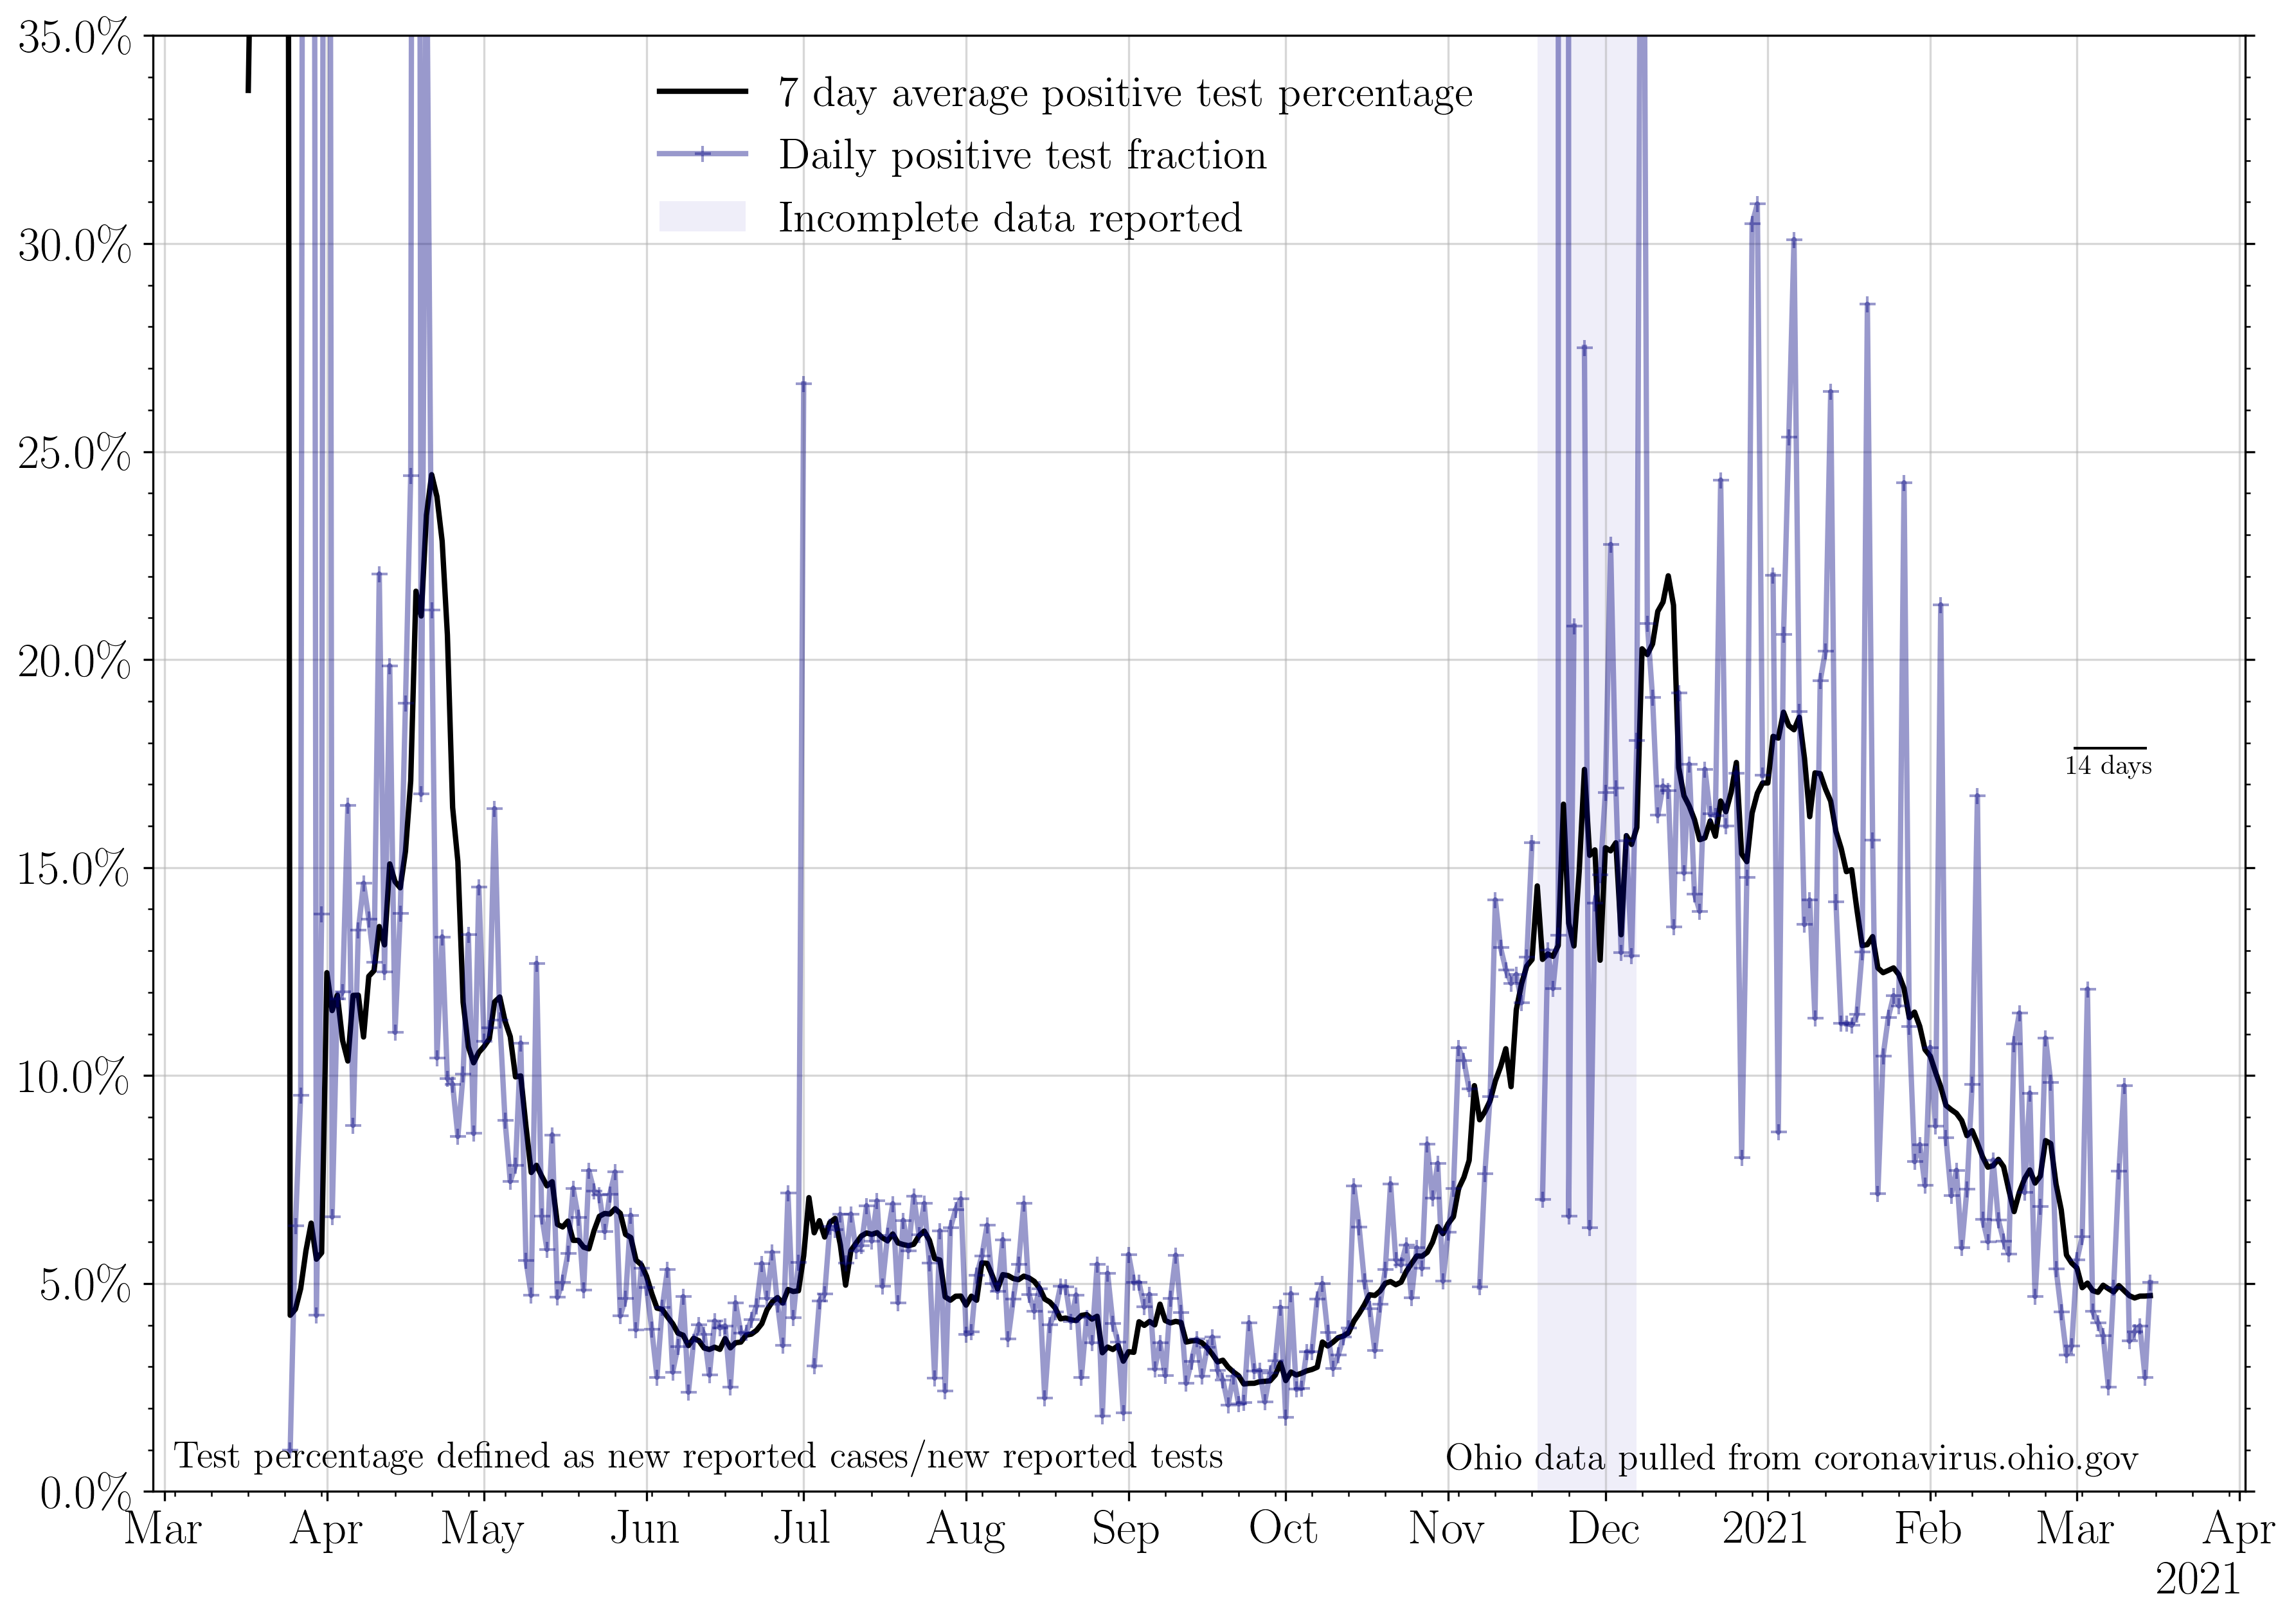 35.0%
30.0%
25.0%
20.0%
15.0%
10.0%
5.0%
0.0%
7 day average positive test percentage
Daily positive test fraction
Incomplete data reported
14 days
Test percentage defined as new reported cases/new reported tests
Ohio data pulled from coronavirus.ohio.gov
Mar Apr May Jun Jul Aug Sep Oct Nov Dec 2021 Feb Mar Apr
2021